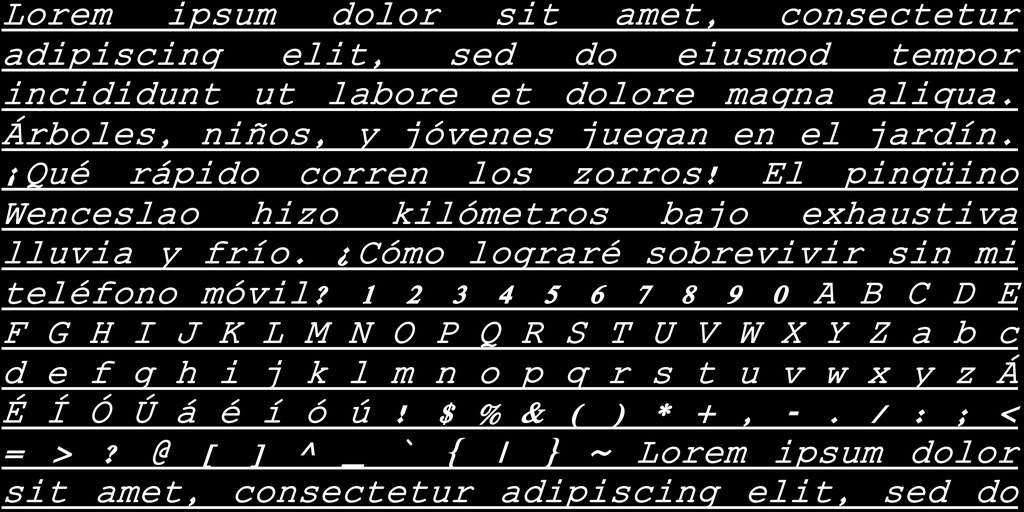 Lorem ipsum dolor sit amet, consectetur
adipiscing elit, sed do eiusmod tempor
incididunt ut labore et dolore magna aliqua.
Árboles, niños, y jóvenes juegan en el jardín.
¡Qué rápido corren los zorros! El pingüino
Wenceslao hizo kilómetros bajo exhaustiva
lluvia y frío. ¿Cómo lograré sobrevivir sin mi
teléfono móvil? 1 2 3 4 5 6 7 8 9 0 A B C D E
F G H I J K L M N O P Q R S T U V W X Y Z a b c
d e f g h i j k l m n o p q r s t u v w x y z Á
É Í Ó Ú á é í ó ú ! $ % & ( ) * + , - . / : ; <
= > ? @ [ ] ^ _ ` { | } ~ Lorem ipsum dolor
sit amet, consectetur adipiscing elit, sed do